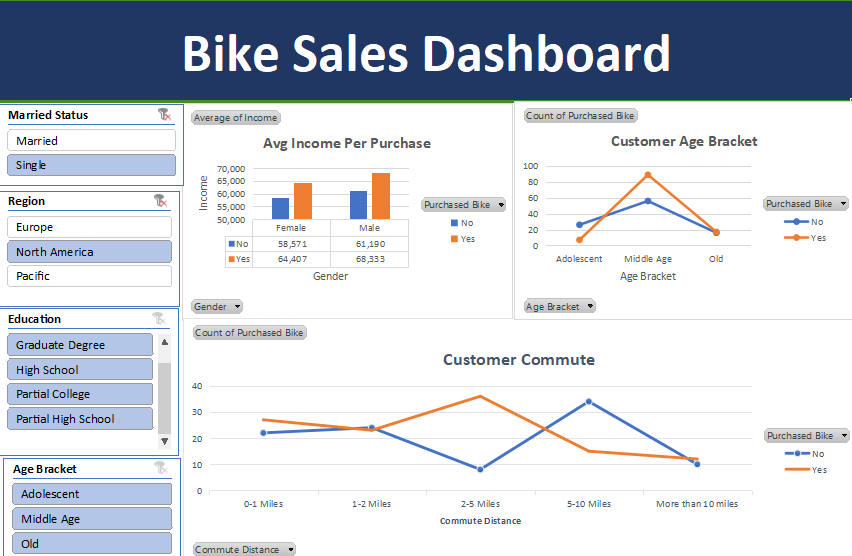 Bike Sales Dashboard
Married Status
Married
Single
Region
Europe
North America
Pacific
Education
Graduate Degree
High School
Partial College
Partial High School
Age Bracket
Adolescent
Middle Age
Old
Average of Income
Avg Income Per Purchase
Income
70,000
65,000
60,000
55,000
50,000
Female Male
No 58,571 61,190
Yes 64,407 68,333
Gender
Purchased Bike
No
Yes
Gender
Count of Purchased Bike
Customer Age Bracket
100
80
60
40
20
0
Adolescent Middle Age Old
Age Bracket
Purchased Bike
No
Yes
Age Bracket
Count of Purchased Bike
Customer Commute
40
30
20
10
0
0-1 Miles 1-2 Miles 2-5 Miles 5-10 Miles More than 10 miles
Commute Distance
Purchased Bike
No
Yes
Commute Distance